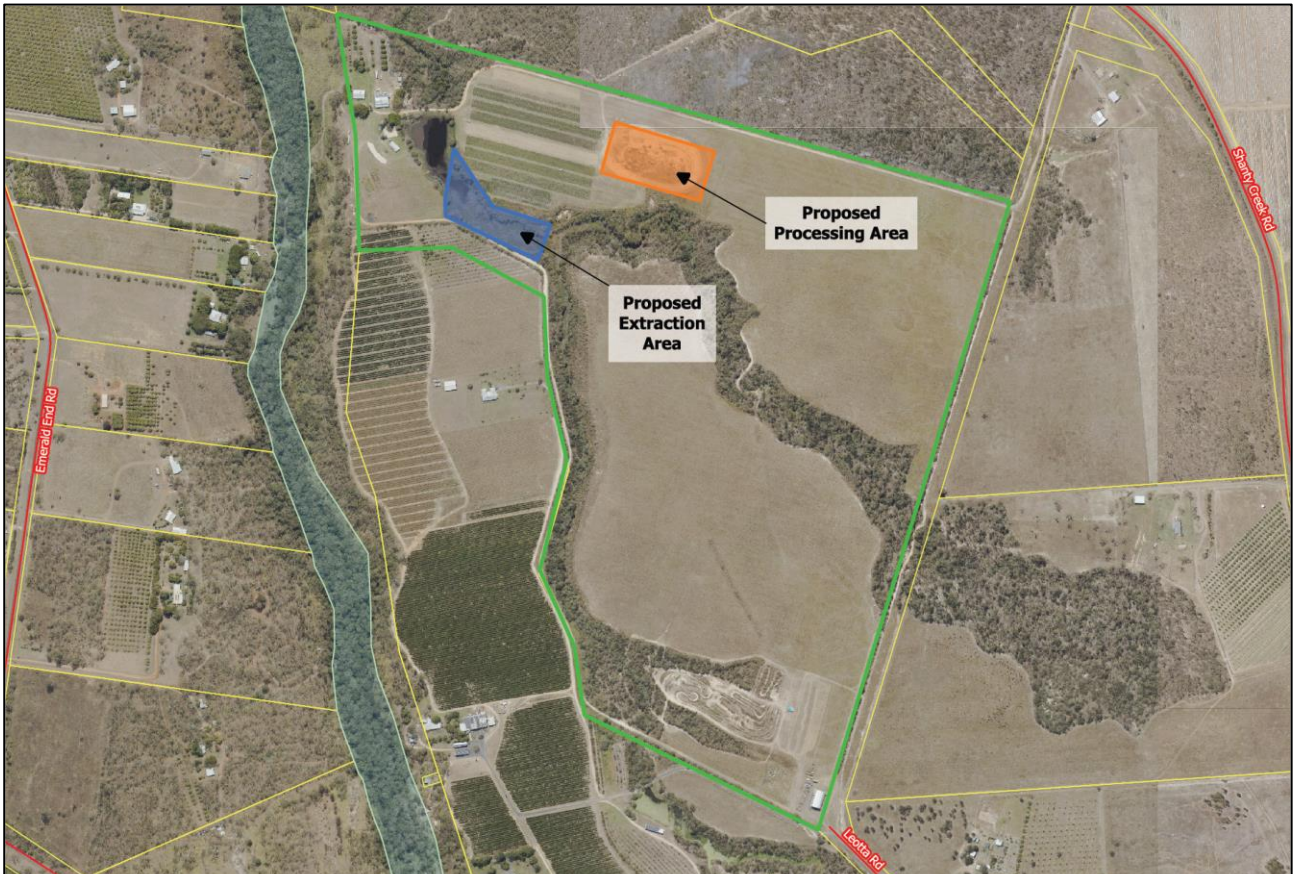 Shanty Creek Rd
Proposed
Processing Area
Proposed
Extraction
Area
Emerald End Rd
Leotta Rd